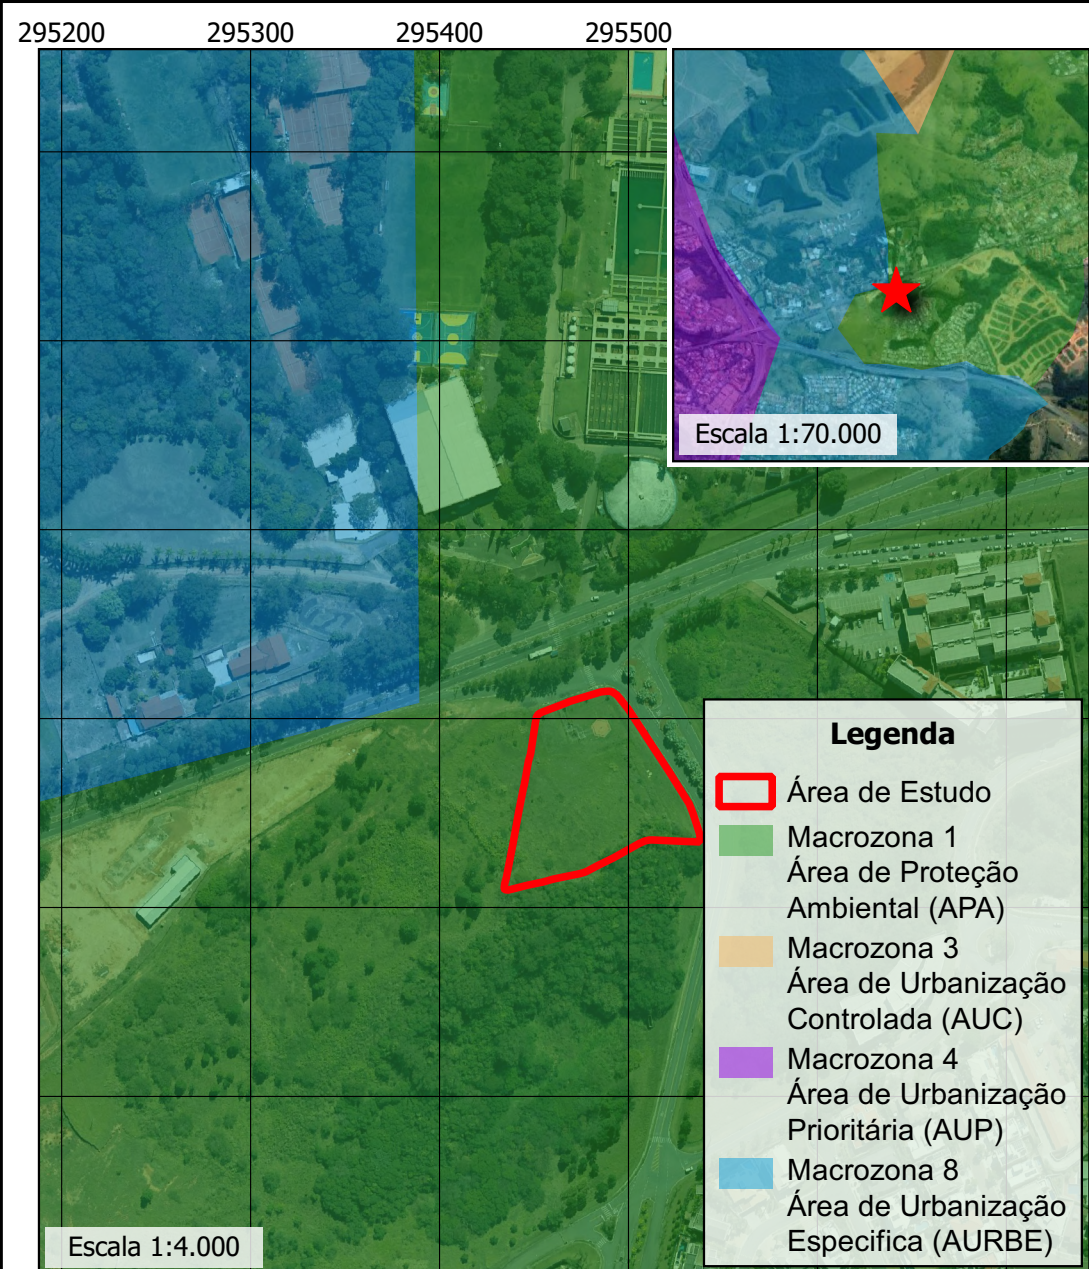 295200 295300 295400 295500
Escala 1:70.000
Legenda
Área de Estudo
Macrozona 1
Área de Proteção
Ambiental (APA)
Macrozona 3
Área de Urbanização
Controlada (AUC)
Macrozona 4
Área de Urbanização
Prioritária (AUP)
Macrozona 8
Área de Urbanização
Especifica (AURBE)
Escala 1:4.000